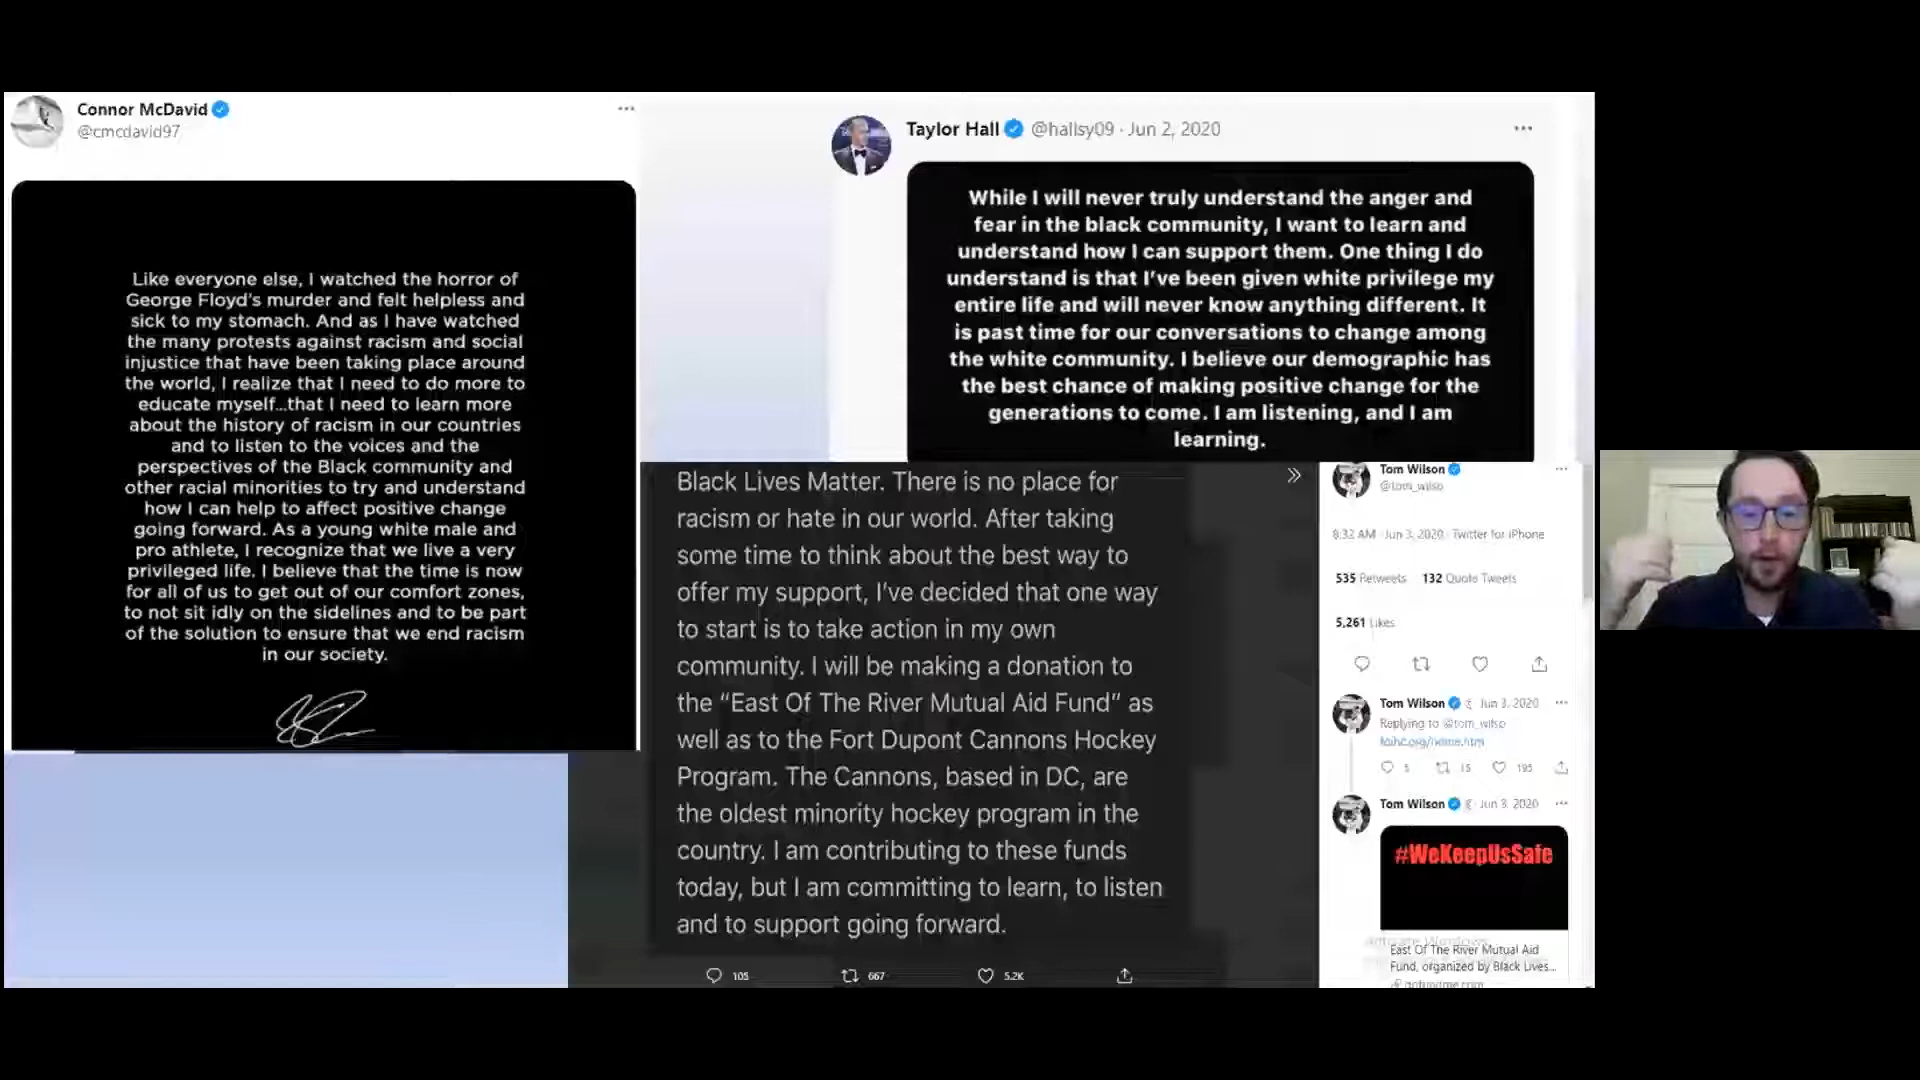 Connor McDavid
@cmcdavid97
Like everyone else, I watched the horror of
George Floyd's murder and felt helpless and
sick to my stomach. And as I have watched
the many protests against racism and social
injustice that have been taking place around
the world, I realize that I need to do more to
educate myself...that I need to learn more
about the history of racism in our countries
and to listen to the voices and the
perspectives of the Black community and
other racial minorities to try and understand
how I can help to affect positive change
going forward. As a young white male and
pro athlete, I recognize that we live a very
privileged life. I believe that the time is now
for all of us to get out of our comfort zones,
to not sit idly on the sidelines and to be part
of the solution to ensure that we end racism
in our society.
Taylor Hall @hallsy09 · Jun 2, 2020
While I will never truly understand the anger and
fear in the black community, I want to learn and
understand how I can support them. One thing I do
understand is that I've been given white privilege my
entire life and will never know anything different. It
is past time for our conversations to change among
the white community. I believe our demographic has
the best chance of making positive change for the
generations to come. I am listening, and I am
learning.
Black Lives Matter. There is no place for
racism or hate in our world. After taking
some time to think about the best way to
offer my support, I've decided that one way
to start is to take action in my own
community. I will be making a donation to
the “East Of The River Mutual Aid Fund” as
well as to the Fort Dupont Cannons Hockey
Program. The Cannons, based in DC, are
the oldest minority hockey program in the
country. I am contributing to these funds
today, but I am committing to learn, to listen
and to support going forward.
105 667 5.2K
Tom Wilson
@tom_wilso
8:32 AM · Jun 3, 2020 · Twitter for iPhone
535 Retweets 132 Quote Tweets
5,261 Likes
Tom Wilson · Jun 3, 2020
Replying to @tom_wilso
5 15 195
Tom Wilson · Jun 3, 2020
#WeKeepUsSafe
Activate Windows
East Of The River Mutual Aid
Fund, organized by Black Lives...
gofundme.com